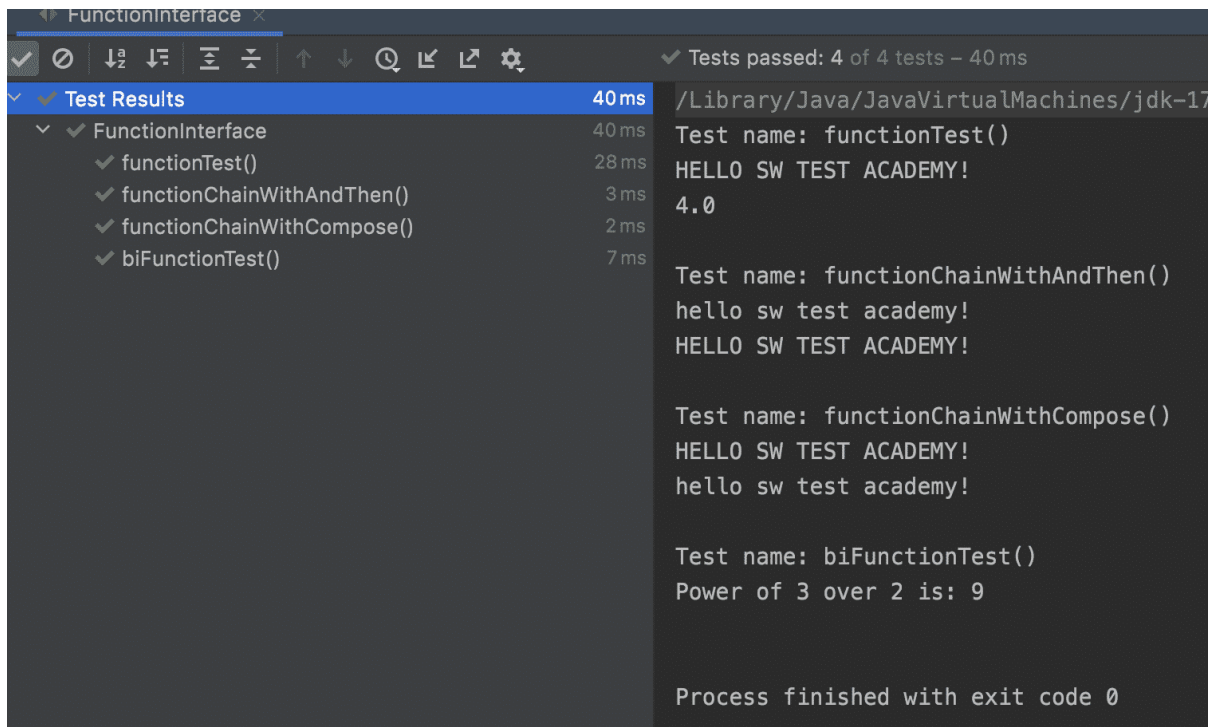 FunctionInterface
Tests passed: 4 of 4 tests – 40 ms
Test Results 40 ms
FunctionInterface 40 ms
functionTest() 28 ms
functionChainWithAndThen() 3 ms
functionChainWithCompose() 2 ms
biFunctionTest() 7 ms
/Library/Java/JavaVirtualMachines/jdk-17
Test name: functionTest()
HELLO SW TEST ACADEMY!
4.0
Test name: functionChainWithAndThen()
hello sw test academy!
HELLO SW TEST ACADEMY!
Test name: functionChainWithCompose()
HELLO SW TEST ACADEMY!
hello sw test academy!
Test name: biFunctionTest()
Power of 3 over 2 is: 9
Process finished with exit code 0